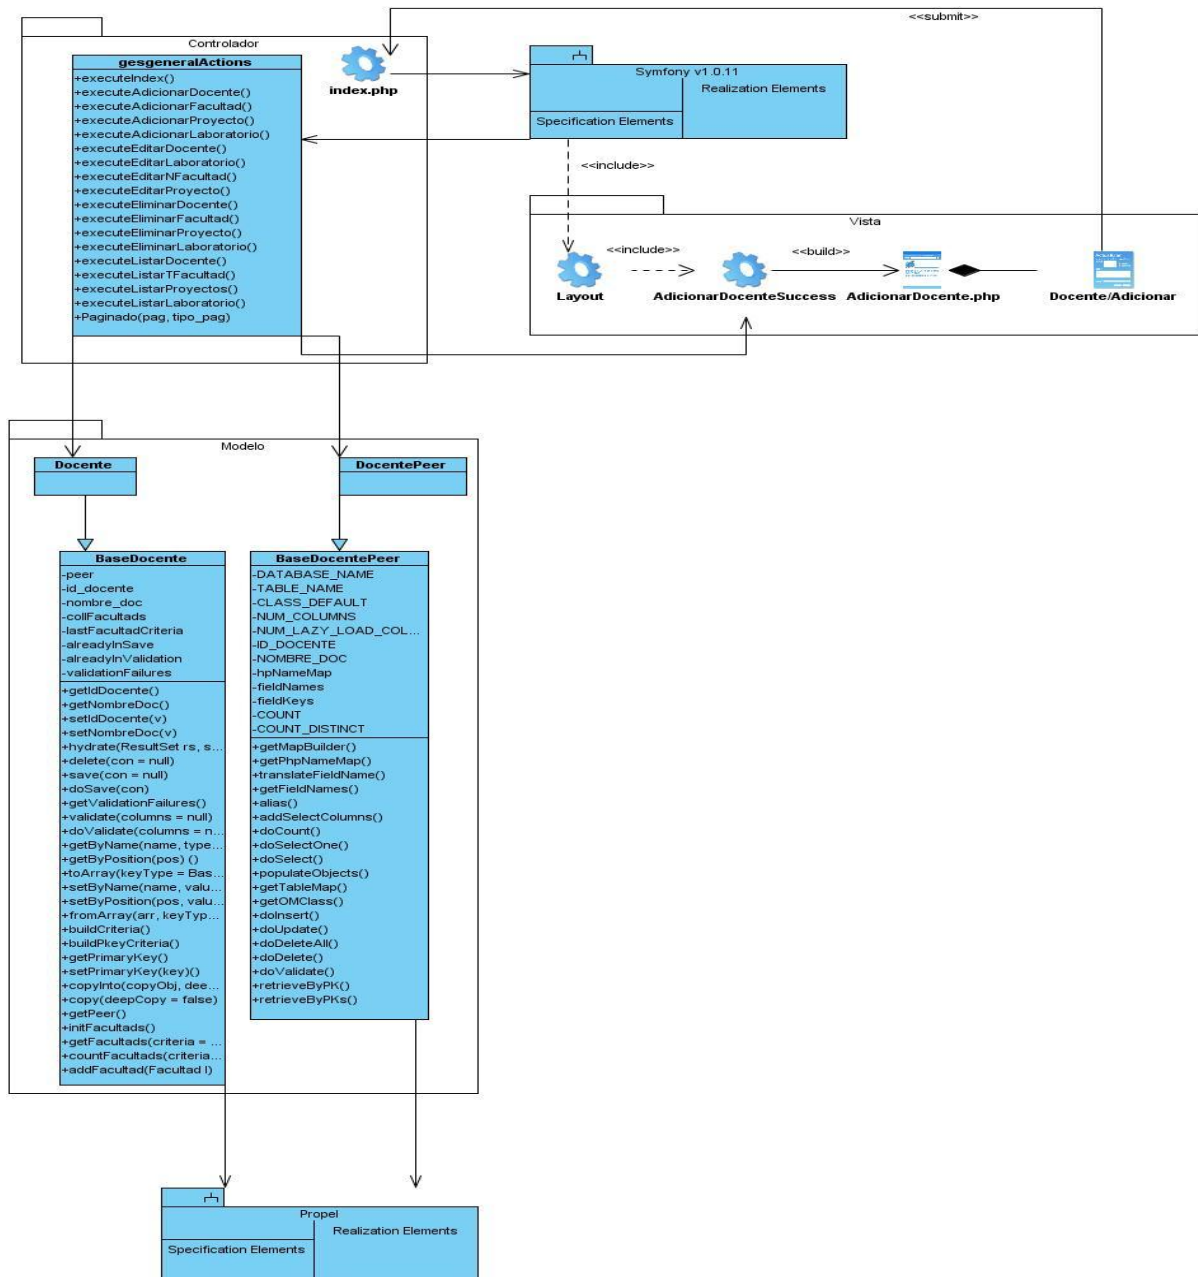 <<submit>>
Controlador
gesgeneralActions
+executeIndex()
+executeAdicionarDocente()
+executeAdicionarFacultad()
+executeAdicionarProyecto()
+executeAdicionarLaboratorio()
+executeEditarDocente()
+executeEditarLaboratorio()
+executeEditarNFacultad()
+executeEditarProyecto()
+executeEliminarDocente()
+executeEliminarFacultad()
+executeEliminarProyecto()
+executeEliminarLaboratorio()
+executeListarDocente()
+executeListarTFacultad()
+executeListarProyectos()
+executeListarLaboratorio()
+Paginado(pag, tipo_pag)
index.php
Symfony v1.0.11
Realization Elements
Specification Elements
<<include>>
Vista
<<include>>
<<build>>
Layout
AdicionarDocenteSuccess
AdicionarDocente.php
Docente/Adicionar
Modelo
Docente
DocentePeer
BaseDocente
-peer
-id_docente
-nombre_doc
-collFacultads
-lastFacultadCriteria
-alreadyInSave
-alreadyInValidation
-validationFailures
+getIdDocente()
+getNombreDoc()
+setIdDocente(v)
+setNombreDoc(v)
+hydrate(ResultSet rs, s...
+delete(con = null)
+save(con = null)
+doSave(con)
+getValidationFailures()
+validate(columns = null)
+doValidate(columns = n...
+getByName(name, type...
+getByPosition(pos) ()
+toArray(keyType = Bas...
+setByName(name, valu...
+setByPosition(pos, valu...
+fromArray(arr, keyTyp...
+buildCriteria()
+buildPkeyCriteria()
+getPrimaryKey()
+setPrimaryKey(key)()
+copyInto(copyObj, dee...
+copy(deepCopy = false)
+getPeer()
+initFacultads()
+getFacultads(criteria = ...
+countFacultads(criteria...
+addFacultad(Facultad l)
BaseDocentePeer
-DATABASE_NAME
-TABLE_NAME
-CLASS_DEFAULT
-NUM_COLUMNS
-NUM_LAZY_LOAD_COL...
-ID_DOCENTE
-NOMBRE_DOC
-hpNameMap
-fieldNames
-fieldKeys
-COUNT
-COUNT_DISTINCT
+getMapBuilder()
+getPhpNameMap()
+translateFieldName()
+getFieldNames()
+alias()
+addSelectColumns()
+doCount()
+doSelectOne()
+doSelect()
+populateObjects()
+getTableMap()
+getOMClass()
+doInsert()
+doUpdate()
+doDeleteAll()
+doDelete()
+doValidate()
+retrieveByPK()
+retrieveByPKs()
Propel
Realization Elements
Specification Elements